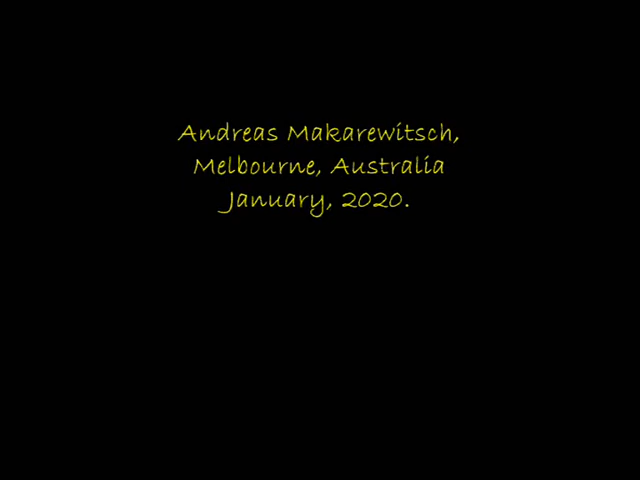 Andreas Makarewitsch,
Melbourne, Australia
January, 2020.